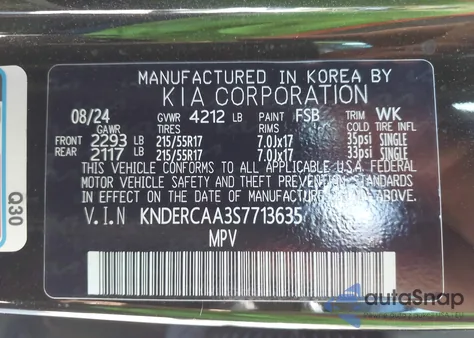 MANUFACTURED IN KOREA BY
KIA CORPORATION
08/24 GVWR 4212 LB PAINT FSB TRIM WK
GAWR TIRES RIMS COLD TIRE INFL
FRONT 2293 LB 215/55R17 7.0Jx17 35psi SINGLE
REAR 2117 LB 215/55R17 7.0Jx17 33psi SINGLE
THIS VEHICLE CONFORMS TO ALL APPLICABLE U.S.A. FEDERAL
MOTOR VEHICLE SAFETY AND THEFT PREVENTION STANDARDS
IN EFFECT ON THE DATE OF MANUFACTURE SHOWN ABOVE.
V.I.N KNDERCAA3S7713635
MPV
Q30
autaSnap